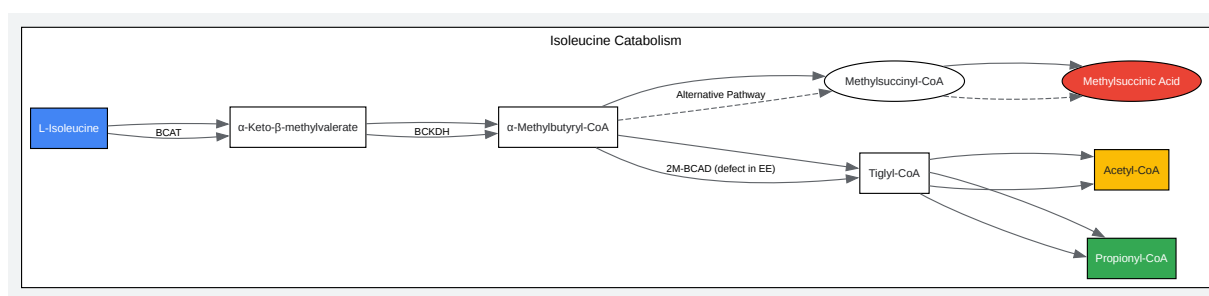 Isoleucine Catabolism
Methylsuccinyl-CoA
Methylsuccinic Acid
Alternative Pathway
L-Isoleucine
BCAT
α-Keto-β-methylvalerate
BCKDH
α-Methylbutyryl-CoA
2M-BCAD (defect in EE)
Tiglyl-CoA
Acetyl-CoA
Propionyl-CoA